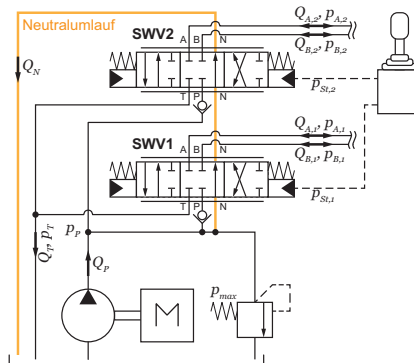 Neutralumlauf
Q_A,2, p_A,2
SWV2 A B N
Q_B,2, p_B,2
Q_N
p_St,2
T P N
Q_A,1, p_A,1
SWV1
A B N
Q_B,1, p_B,1
p_St,1
T P N
p_P
Q_T, p_T
Q_P
p_max
M